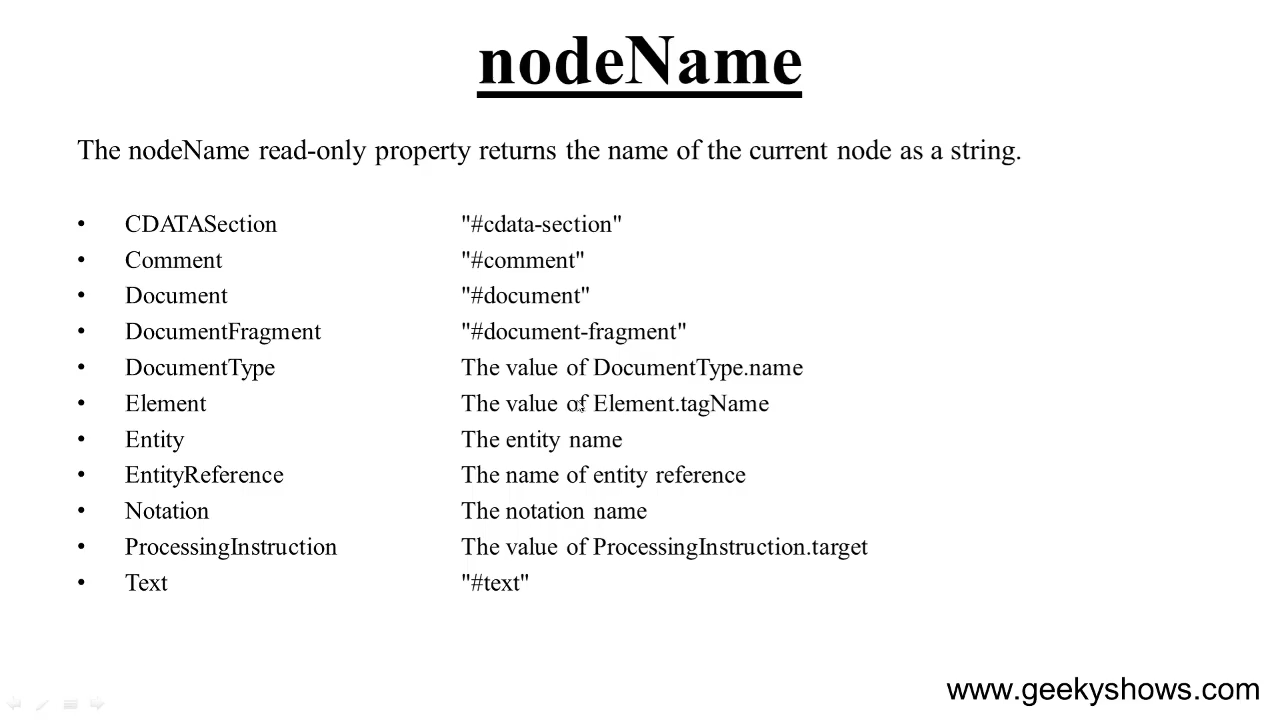 nodeName
The nodeName read-only property returns the name of the current node as a string.
• CDATASection "#cdata-section"
• Comment "#comment"
• Document "#document"
• DocumentFragment "#document-fragment"
• DocumentType The value of DocumentType.name
• Element The value of Element.tagName
• Entity The entity name
• EntityReference The name of entity reference
• Notation The notation name
• ProcessingInstruction The value of ProcessingInstruction.target
• Text "#text"
www.geekyshows.com